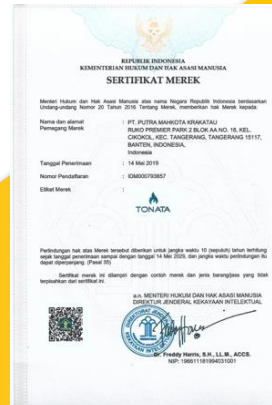 REPUBLIK INDONESIA
KEMENTERIAN HUKUM DAN HAK ASASI MANUSIA
SERTIFIKAT MEREK
Menteri Hukum dan Hak Asasi Manusia atas nama Negara Republik Indonesia berdasarkan
Undang-undang Nomor 20 Tahun 2016 Tentang Merek, memberikan hak Merek kepada:
Nama dan alamat Pemegang Merek : PT. PUTRA MAHKOTA KRAKATAU
RUKO PREMIER PARK 2 BLOK AA NO. 16, KEL.
CIKOKOL, KEC. TANGERANG, TANGERANG 15117,
BANTEN, INDONESIA,
Indonesia
Tanggal Penerimaan : 14 Mei 2019
Nomor Pendaftaran : IDM000793857
Etiket Merek :
TONATA
Perlindungan hak atas Merek tersebut diberikan untuk jangka waktu 10 (sepuluh) tahun terhitung
sejak tanggal penerimaan sampai dengan tanggal 14 Mei 2029, dan jangka waktu perlindungan itu
dapat diperpanjang. (Pasal 35)
Sertifikat merek ini dilampiri dengan contoh merek dan jenis barang/jasa yang tidak
terpisahkan dari sertifikat ini.
a.n. MENTERI HUKUM DAN HAK ASASI MANUSIA
DIREKTUR JENDERAL KEKAYAAN INTELEKTUAL
Dr. Freddy Harris, S.H., LL.M., ACCS.
NIP: 196611181994031001